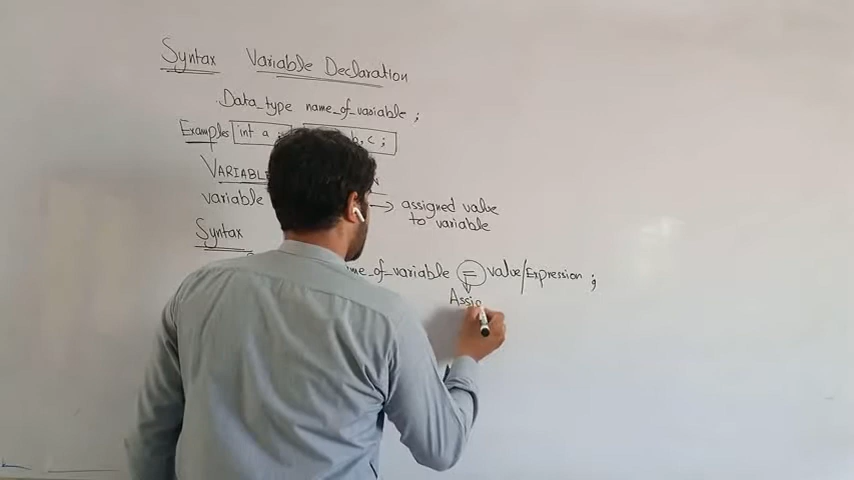 Syntax Variable Declaration
Data_type name_of_variable ;
Examples int a ; b, c ;
VARIABLE
variable → assigned value
to variable
Syntax
me_of_variable = value/Expression ;
Assig